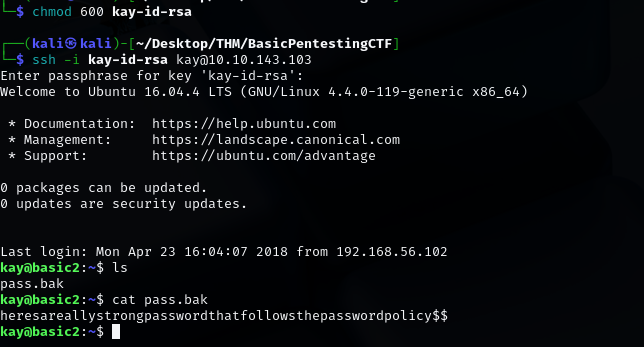 └─$ chmod 600 kay-id-rsa
┌──(kali㉿kali)-[~/Desktop/THM/BasicPentestingCTF]
└─$ ssh -i kay-id-rsa kay@10.10.143.103
Enter passphrase for key 'kay-id-rsa':
Welcome to Ubuntu 16.04.4 LTS (GNU/Linux 4.4.0-119-generic x86_64)
* Documentation:  https://help.ubuntu.com
* Management:     https://landscape.canonical.com
* Support:        https://ubuntu.com/advantage
0 packages can be updated.
0 updates are security updates.
Last login: Mon Apr 23 16:04:07 2018 from 192.168.56.102
kay@basic2:~$ ls
pass.bak
kay@basic2:~$ cat pass.bak
heresareallystrongpasswordthatfollowsthepasswordpolicy$$
kay@basic2:~$